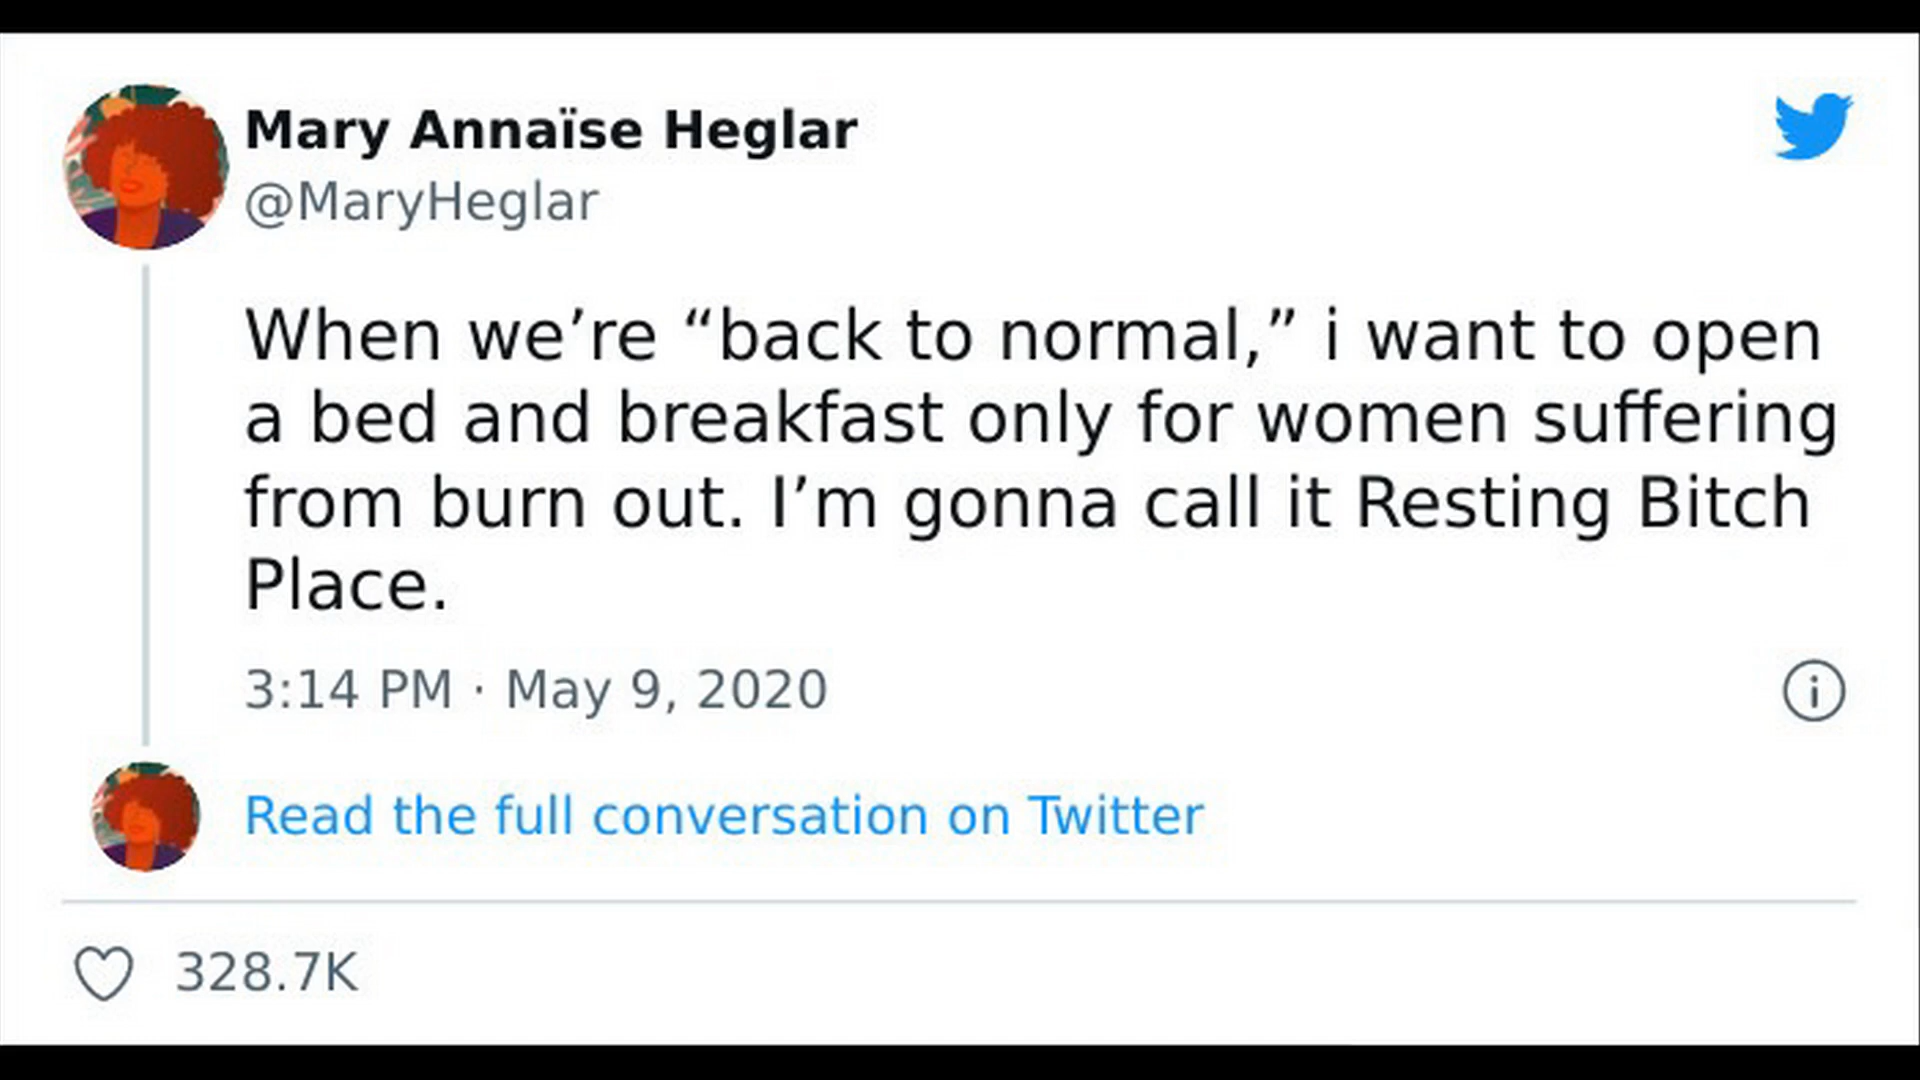 Mary Annaïse Heglar
@MaryHeglar
When we’re “back to normal,” i want to open
a bed and breakfast only for women suffering
from burn out. I’m gonna call it Resting Bitch
Place.
3:14 PM · May 9, 2020
Read the full conversation on Twitter
328.7K